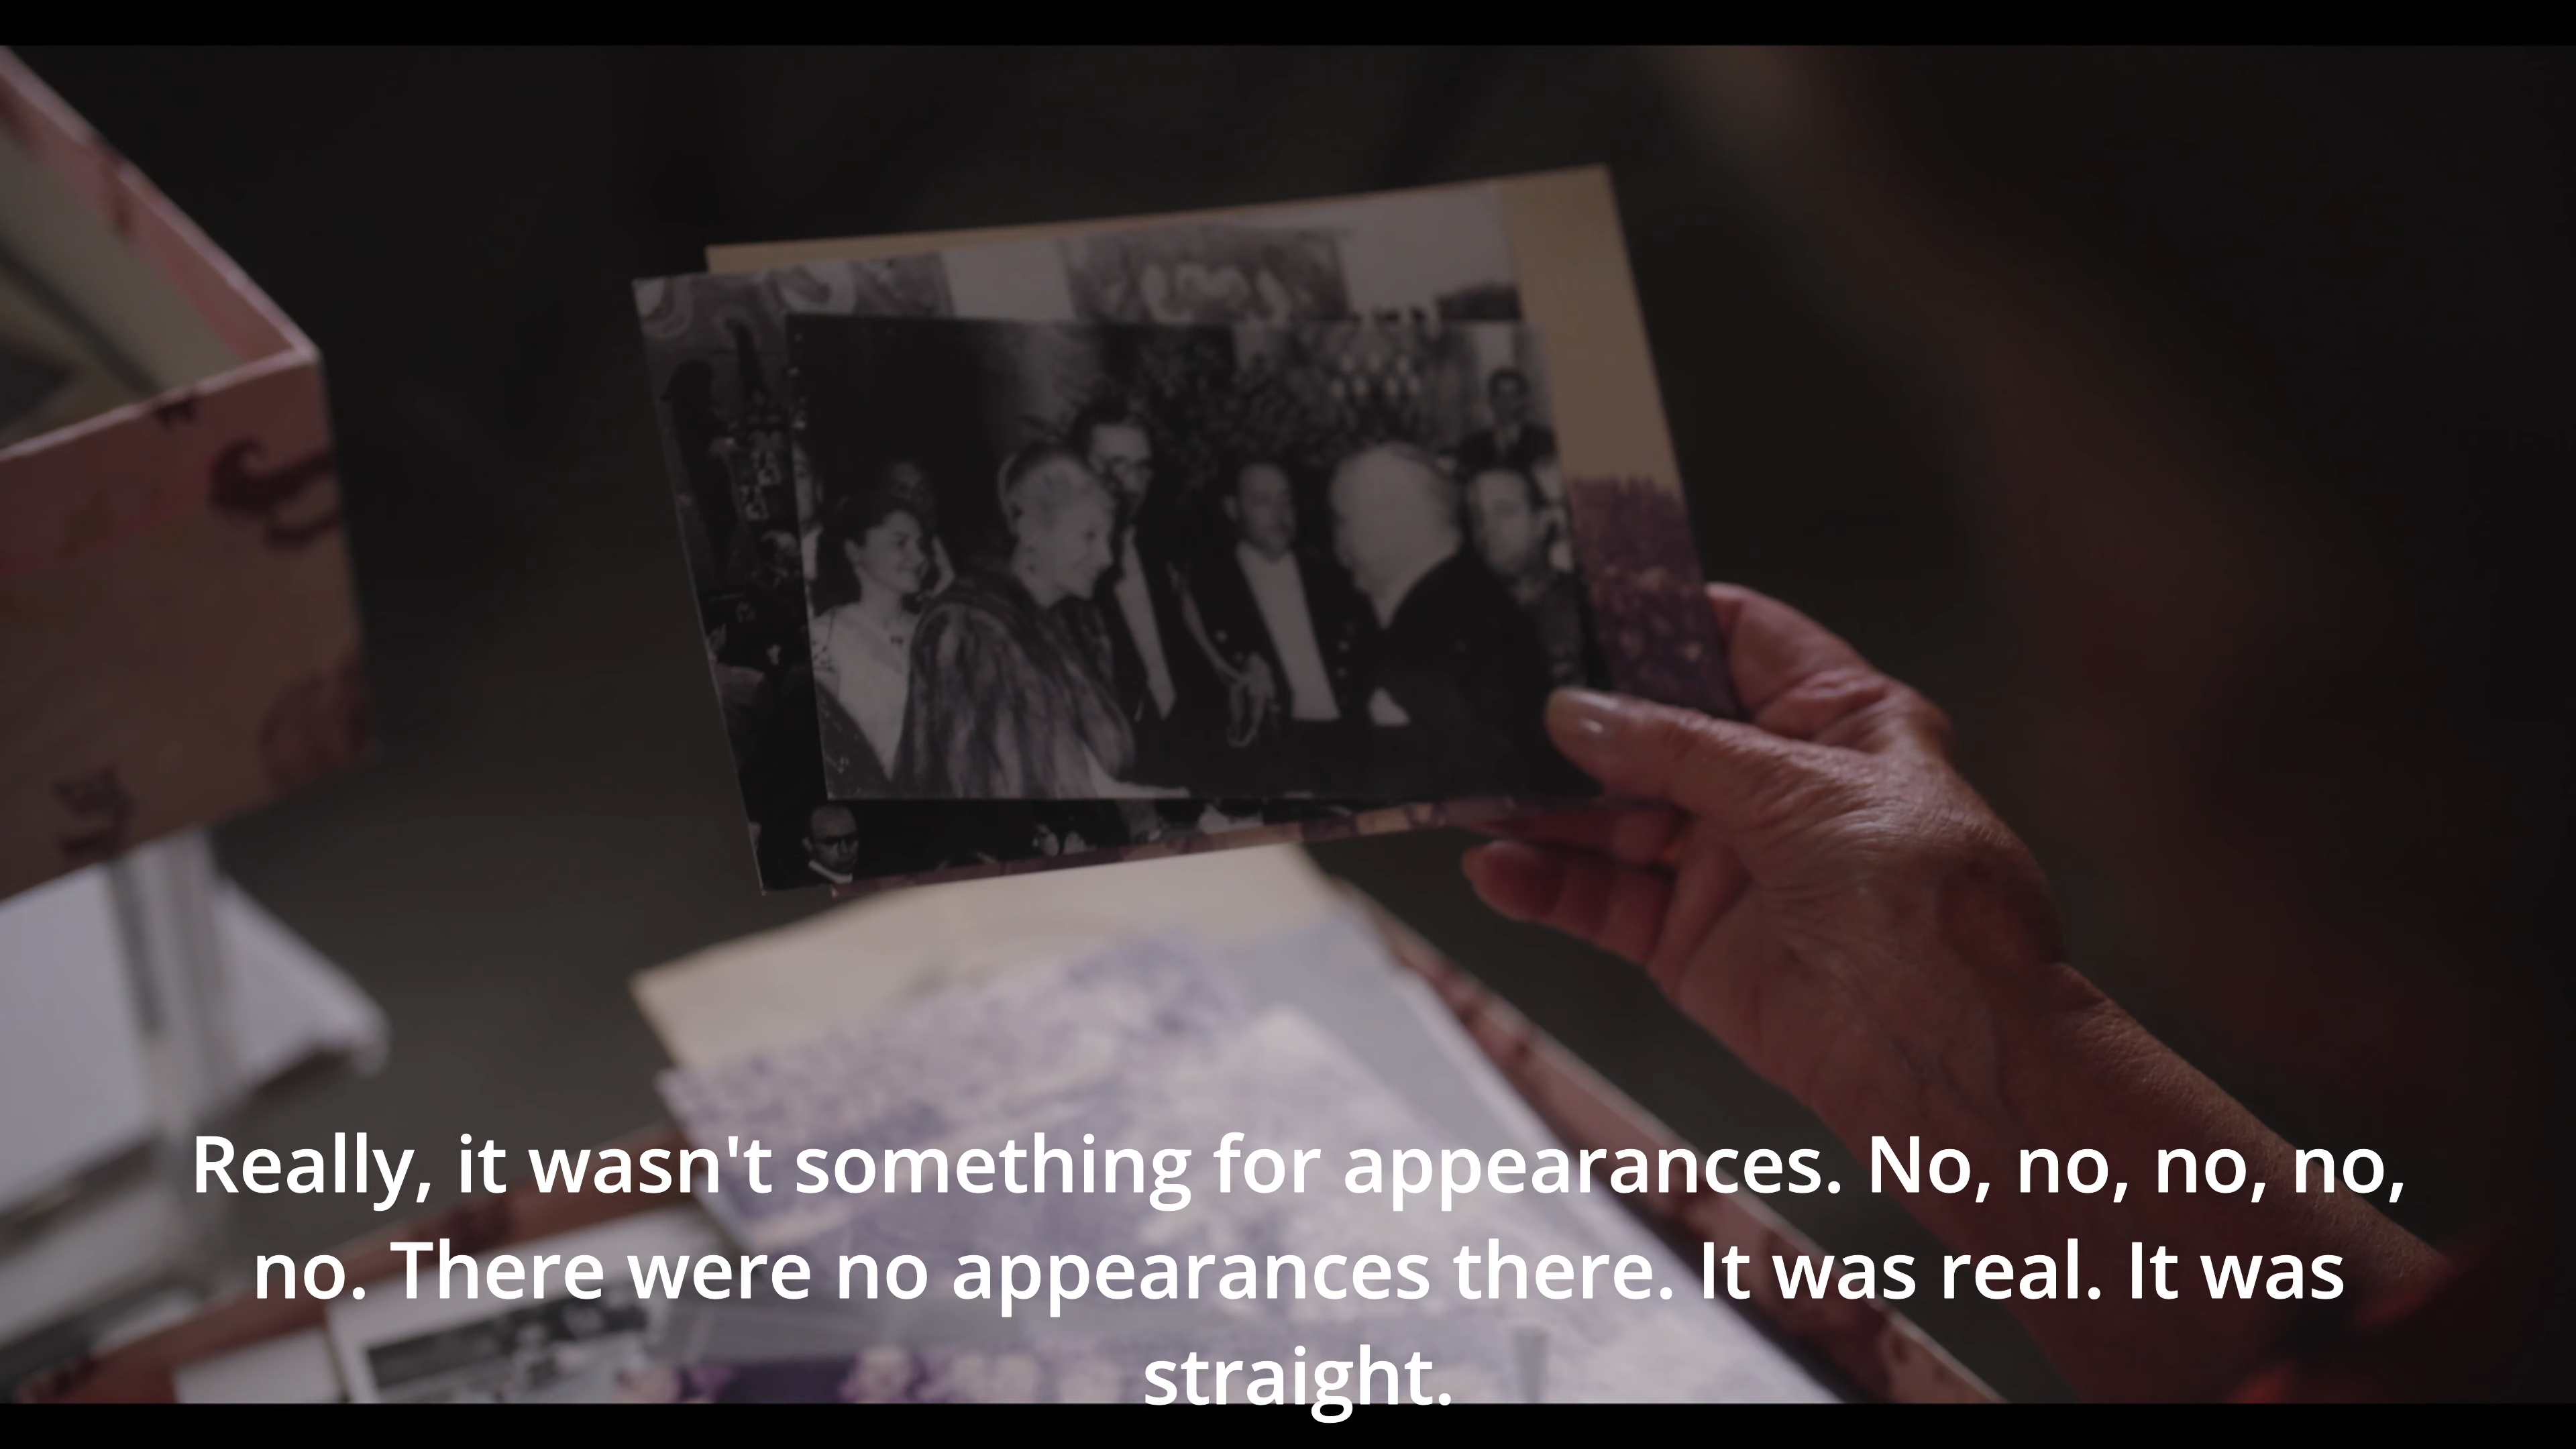 Really, it wasn't something for appearances. No, no, no, no,
no. There were no appearances there. It was real. It was
straight.